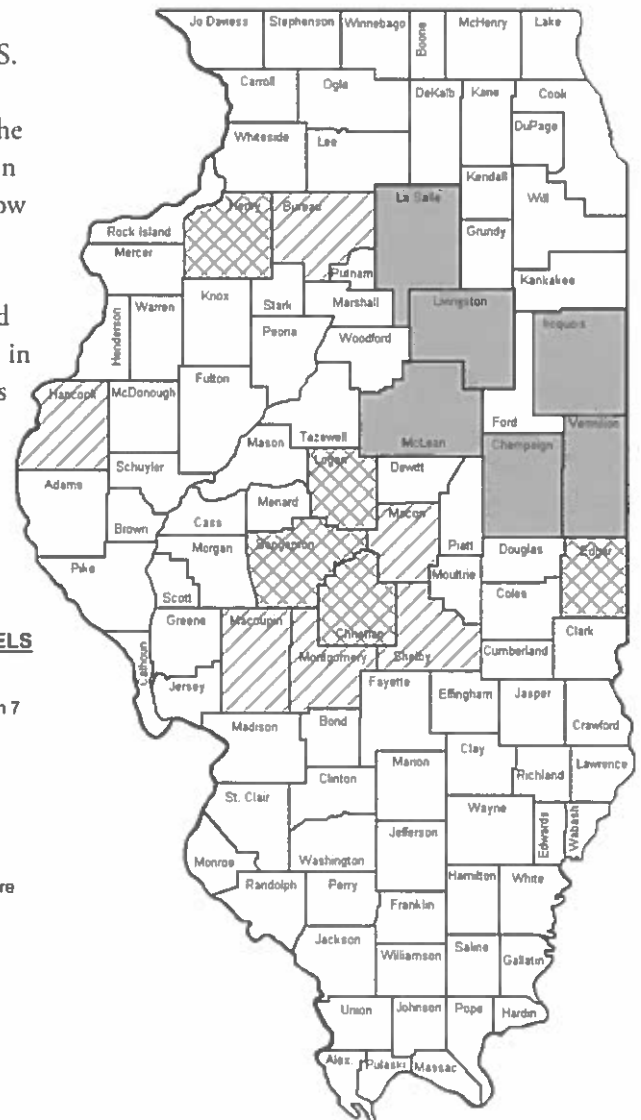 S.
he
n
ow
d
in
s
ELS
n 7
re
Jo Daviess Stephenson Winnebago Boone McHenry Lake
Carroll Ogle DeKalb Kane Cook
DuPage
Whiteside Lee
Kendall
Henry Bureau La Salle Will
Rock Island Grundy
Mercer Putnam
Kankakee
Henderson Warren Knox Stark Marshall Livingston Iroquois
Peoria Woodford
Hancock McDonough Fulton
Ford Vermilion
Mason Tazewell McLean Champaign
Logan
Schuyler Dewitt
Adams Menard
Brown Cass Macon
Morgan Sangamon Piatt Douglas Edgar
Pike Moultrie
Scott Coles
Greene Macoupin Christian Clark
Calhoun Montgomery Shelby Cumberland
Jersey Fayette Effingham Jasper
Madison Bond Crawford
Clay
Marion Richland Lawrence
Clinton
St. Clair Wayne
Jefferson Edwards Wabash
Monroe Washington
Randolph Perry Hamilton White
Franklin
Jackson Saline
Williamson Gallatin
Union Johnson Pope Hardin
Alex. Pulaski Massac